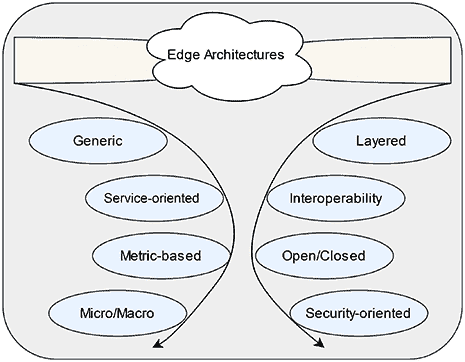 Edge Architectures
Generic
Layered
Service-oriented
Interoperability
Metric-based
Open/Closed
Micro/Macro
Security-oriented